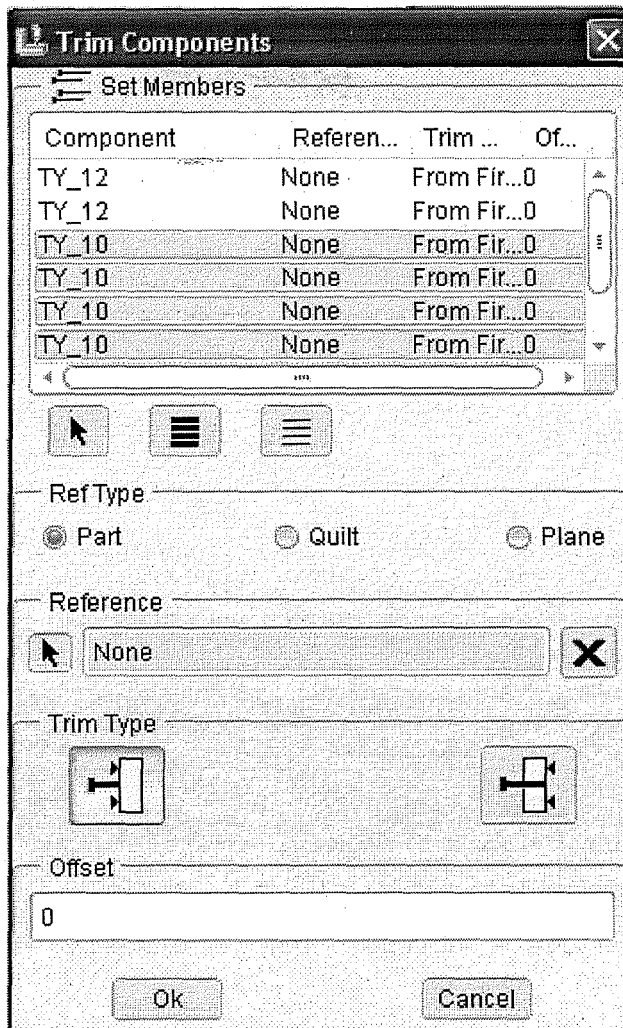 Trim Components
Set Members
Component Referen... Trim ... Of...
TY_12 None From Fir...0
TY_12 None From Fir...0
TY_10 None From Fir...0
TY_10 None From Fir...0
TY_10 None From Fir...0
TY_10 None From Fir...0
Ref Type
Part Quilt Plane
Reference
None
Trim Type
Offset
0
Ok Cancel